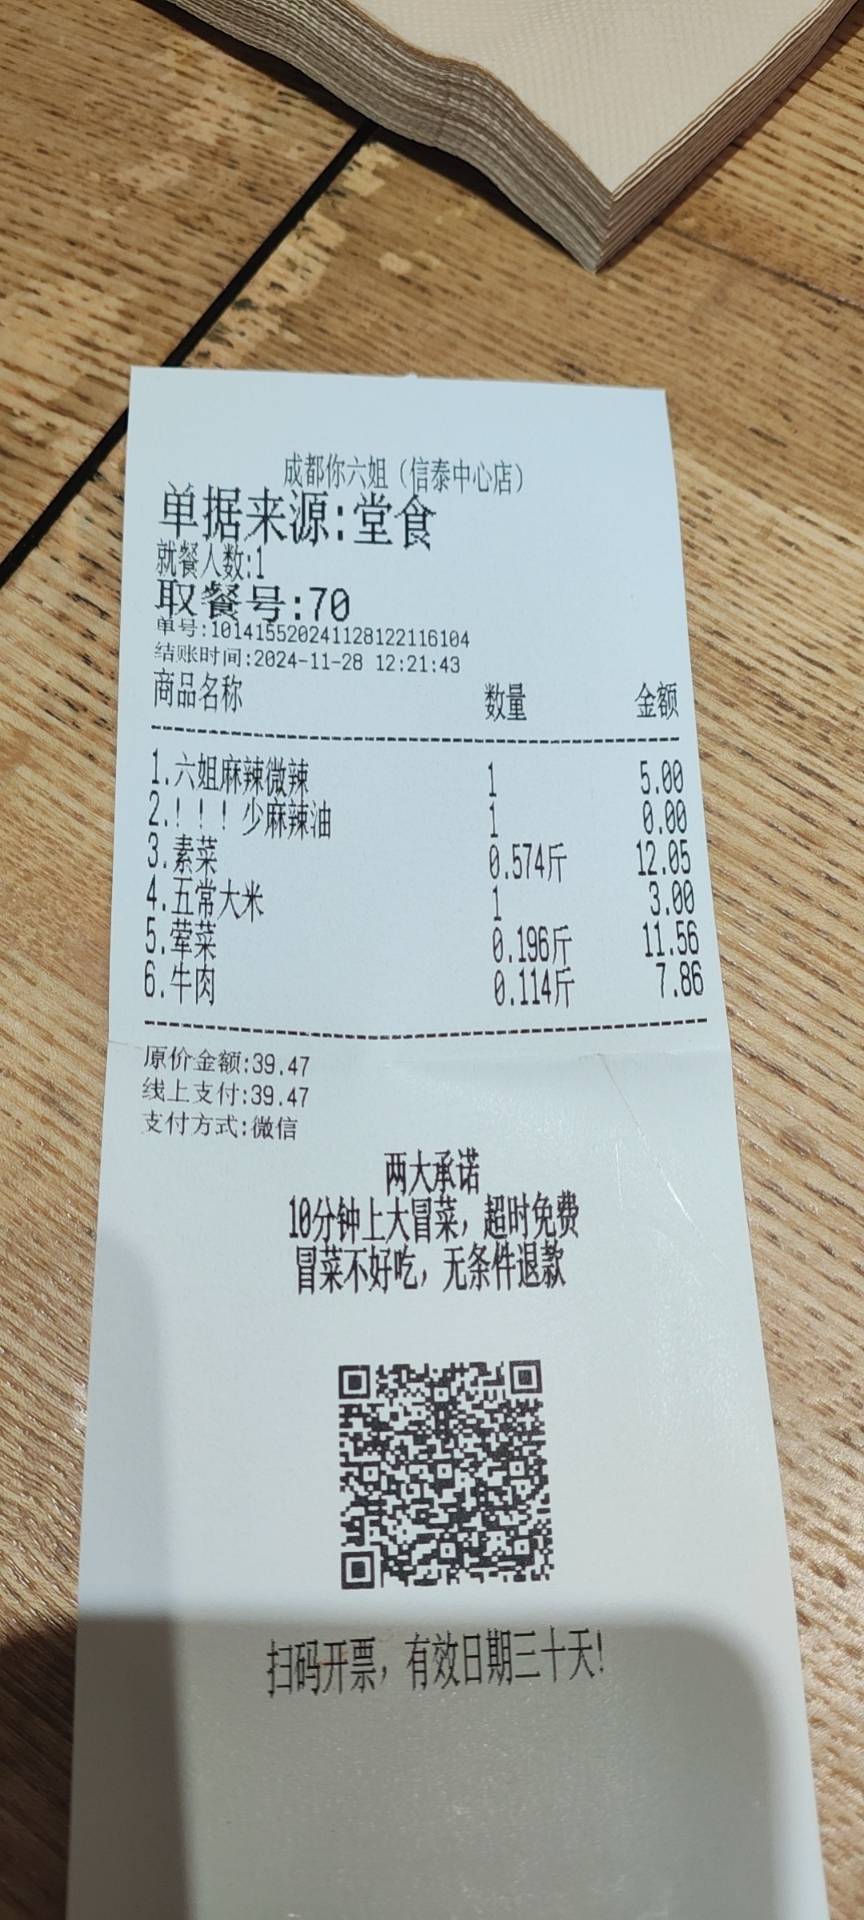 成都你六姐（信泰中心店）
单据来源:堂食
就餐人数:1
取餐号:70
单号:101415520241128122116104
结账时间:2024-11-28 12:21:43
商品名称 数量 金额
1.六姐麻辣微辣 1 5.00
2.！！！少麻辣油 1 0.00
3.素菜 0.574斤 12.05
4.五常大米 1 3.00
5.荤菜 0.196斤 11.56
6.牛肉 0.114斤 7.86
原价金额:39.47
线上支付:39.47
支付方式:微信
两大承诺
10分钟上大冒菜，超时免费
冒菜不好吃，无条件退款
扫码开票，有效日期三十天!